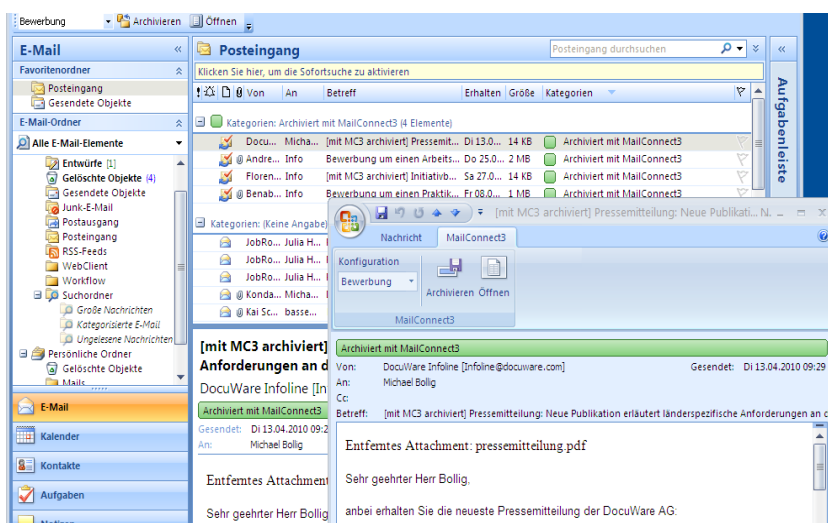 Bewerbung Archivieren Öffnen
E-Mail «
Favoritenordner
Posteingang
Gesendete Objekte
E-Mail-Ordner
Alle E-Mail-Elemente
Entwürfe [1]
Gelöschte Objekte (4)
Gesendete Objekte
Junk-E-Mail
Postausgang
Posteingang
RSS-Feeds
WebClient
Workflow
Suchordner
Große Nachrichten
Kategorisierte E-Mail
Ungelesene Nachrichten
Persönliche Ordner
Gelöschte Objekte
Mails
E-Mail
Kalender
Kontakte
Aufgaben
Posteingang Posteingang durchsuchen
Klicken Sie hier, um die Sofortsuche zu aktivieren
Von An Betreff Erhalten Größe Kategorien
Kategorien: Archiviert mit MailConnect3 (4 Elemente)
Docu... Micha... [mit MC3 archiviert] Pressemit... Di 13.0... 14 KB Archiviert mit MailConnect3
Andre... Info Bewerbung um einen Arbeits... Do 25.0... 2 MB Archiviert mit MailConnect3
Floren... Info [mit MC3 archiviert] Initiativb... Sa 27.0... 14 KB Archiviert mit MailConnect3
Benab... Info Bewerbung um einen Praktik... Fr 08.0... 1 MB Archiviert mit MailConnect3
Kategorien: (Keine Angabe)
JobRo... Julia H...
JobRo... Julia H...
JobRo... Julia H...
Konda... Micha...
Kai Sc... basse...
[mit MC3 archiviert]
Anforderungen an d
DocuWare Infoline [In
Archiviert mit MailConnect3
Gesendet: Di 13.04.2010 09:2
An: Michael Bollig
Entferntes Attachment
Sehr geehrter Herr Bollig
« Aufgabenleiste
[mit MC3 archiviert] Pressemitteilung: Neue Publikati... N.
Nachricht MailConnect3
Konfiguration
Bewerbung
Archivieren Öffnen
MailConnect3
Archiviert mit MailConnect3
Von: DocuWare Infoline [Infoline@docuware.com] Gesendet: Di 13.04.2010 09:29
An: Michael Bollig
Cc:
Betreff: [mit MC3 archiviert] Pressemitteilung: Neue Publikation erläutert länderspezifische Anforderungen an d
Entferntes Attachment: pressemitteilung.pdf
Sehr geehrter Herr Bollig,
anbei erhalten Sie die neueste Pressemitteilung der DocuWare AG: